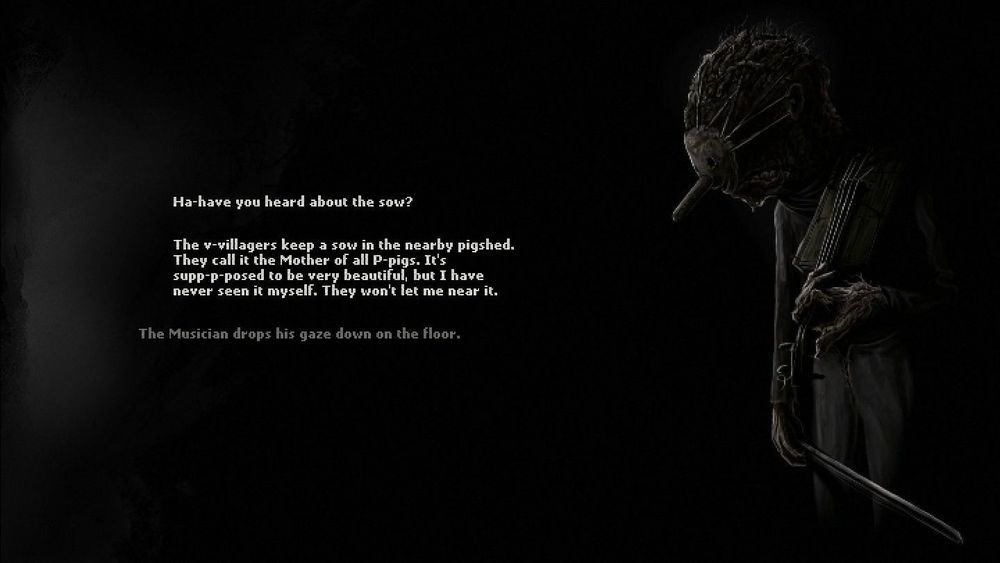 Ha-have you heard about the sow?
The v-villagers keep a sow in the nearby pigshed.
They call it the Mother of all P-pigs. It's
supp-p-posed to be very beautiful, but I have
never seen it myself. They won't let me near it.
The Musician drops his gaze down on the floor.